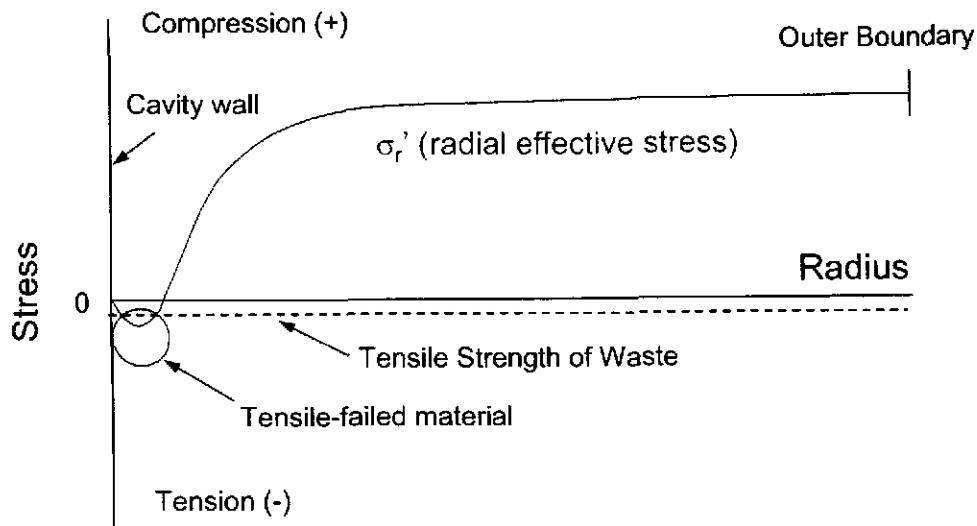 Compression (+)
Outer Boundary
Cavity wall
σr' (radial effective stress)
Stress
0
Radius
Tensile Strength of Waste
Tensile-failed material
Tension (-)